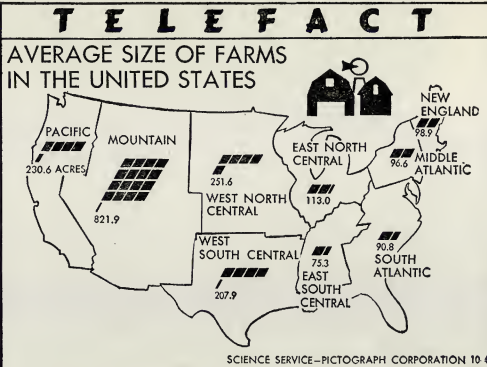 TELEFACT
AVERAGE SIZE OF FARMS
IN THE UNITED STATES
PACIFIC
230.6 ACRES
MOUNTAIN
821.9
251.6
WEST NORTH
CENTRAL
WEST
SOUTH CENTRAL
207.9
EAST NORTH
CENTRAL
113.0
75.3
EAST
SOUTH
CENTRAL
NEW
ENGLAND
98.9
96.6
MIDDLE
ATLANTIC
90.8
SOUTH
ATLANTIC
SCIENCE SERVICE–PICTOGRAPH CORPORATION 10